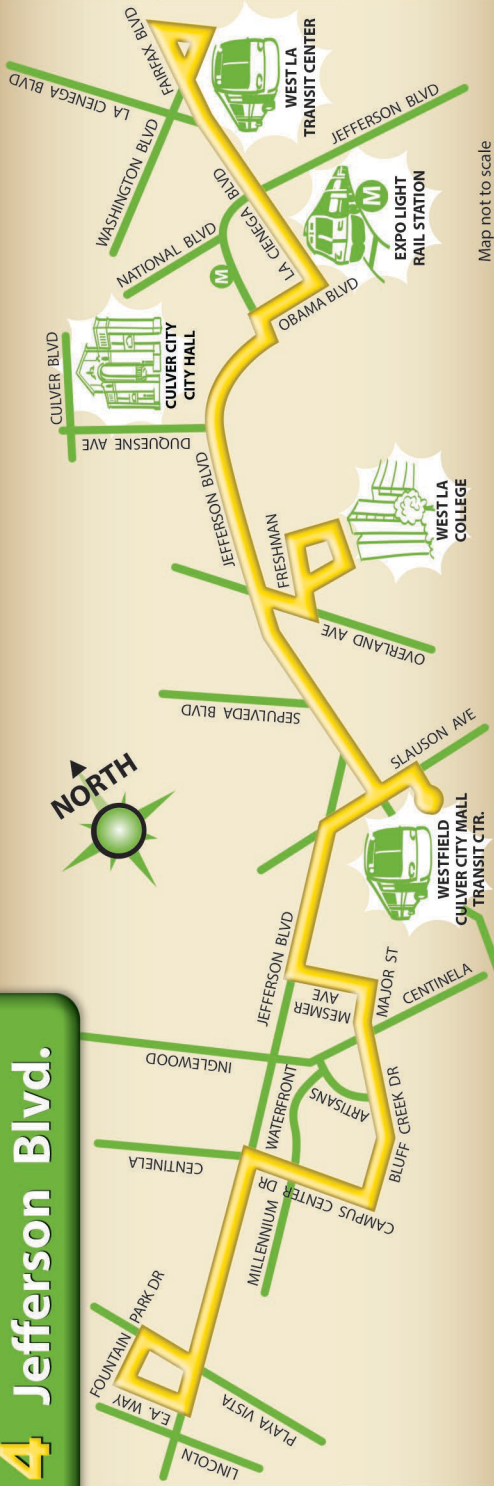 4 Jefferson Blvd.
NORTH
FOUNTAIN PARK DR
E.A. WAY
LINCOLN
PLAYA VISTA
CENTINELA
INGLEWOOD
MILLENNIUM
WATERFRONT
CAMPUS CENTER DR
ARTISANS
BLUFF CREEK DR
JEFFERSON BLVD
MESMER
AVE
MAJOR ST
CENTINELA
WESTFIELD
CULVER CITY MALL
TRANSIT CTR.
SLAUSON AVE
SEPULVEDA BLVD
OVERLAND AVE
FRESHMAN
WEST LA
COLLEGE
JEFFERSON BLVD
DUQUESNE AVE
CULVER BLVD
CULVER CITY
CITY HALL
OBAMA BLVD
M
NATIONAL BLVD
LA CIENEGA BLVD
EXPO LIGHT
RAIL STATION
M
JEFFERSON BLVD
WASHINGTON BLVD
LA CIENEGA BLVD
FAIRFAX BLVD
WEST LA
TRANSIT CENTER
Map not to scale